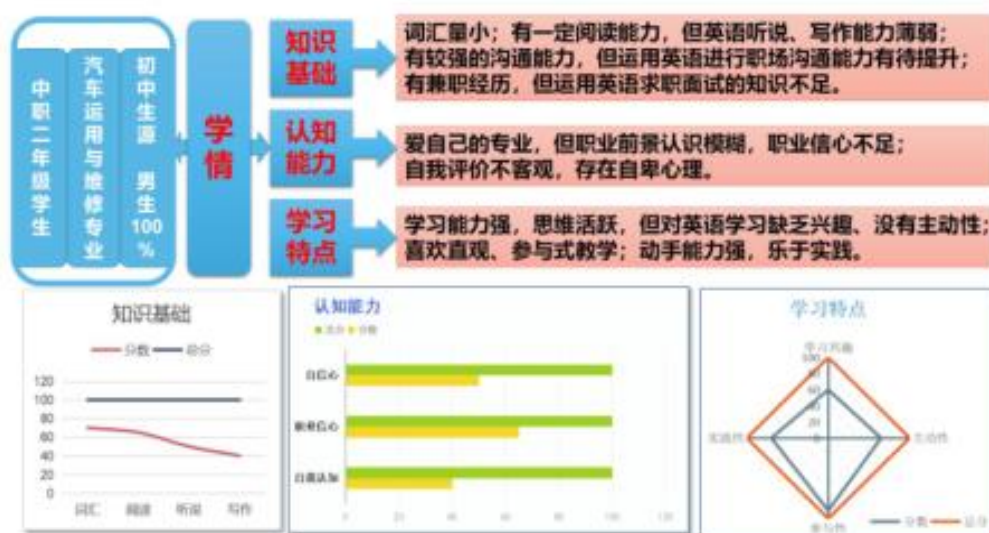 中职二年级学生
汽车运用与维修专业
初中生源 男生100%
学情
知识基础
词汇量小；有一定阅读能力，但英语听说、写作能力薄弱；
有较强的沟通能力，但运用英语进行职场沟通能力有待提升；
有兼职经历，但运用英语求职面试的知识不足。
认知能力
爱自己的专业，但职业前景认识模糊，职业信心不足；
自我评价不客观，存在自卑心理。
学习特点
学习能力强，思维活跃，但对英语学习缺乏兴趣、没有主动性；
喜欢直观、参与式教学；动手能力强，乐于实践。
知识基础
分数 总分
120
100
80
60
40
20
0
词汇 阅读 听说 写作
认知能力
总分 分数
自信心
职业信心
自我认知
0 20 40 60 80 100 120
学习特点
学习兴趣
100
80
60
40
20
0
实践性
主动性
参与性
分数 总分